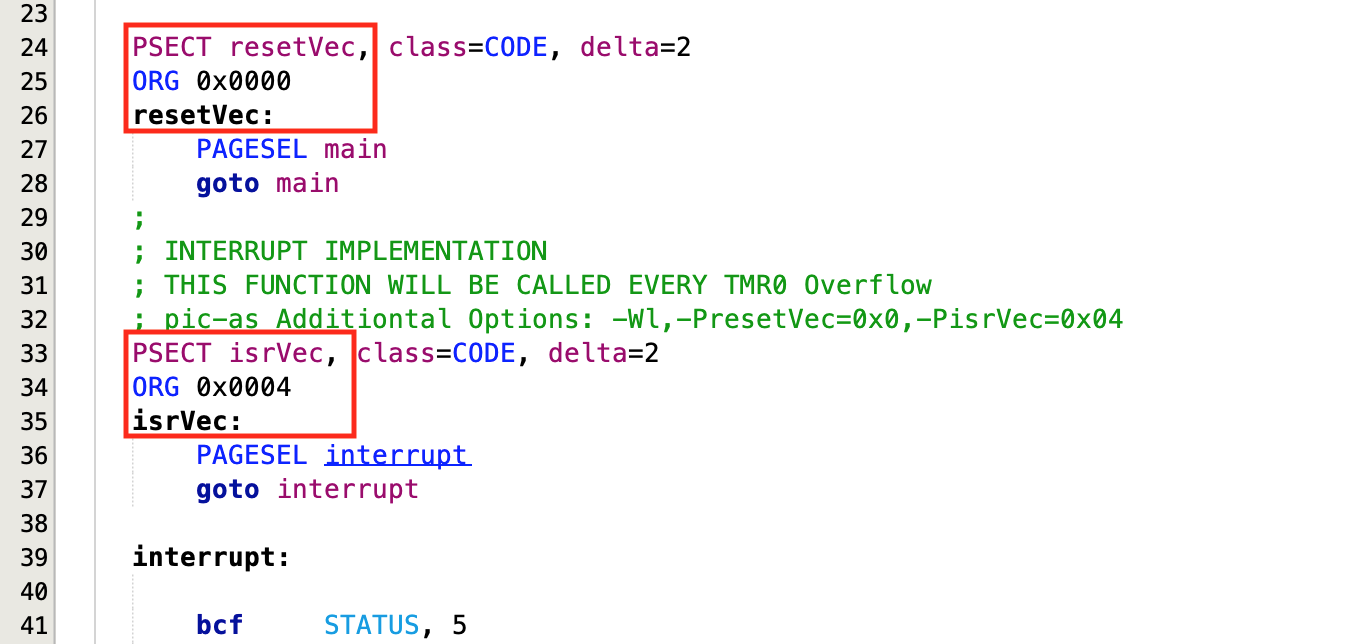 23
24 PSECT resetVec, class=CODE, delta=2
25 ORG 0x0000
26 resetVec:
27     PAGESEL main
28     goto main
29 ;
30 ; INTERRUPT IMPLEMENTATION
31 ; THIS FUNCTION WILL BE CALLED EVERY TMR0 Overflow
32 ; pic-as Additiontal Options: -Wl,-PresetVec=0x0,-PisrVec=0x04
33 PSECT isrVec, class=CODE, delta=2
34 ORG 0x0004
35 isrVec:
36     PAGESEL interrupt
37     goto interrupt
38
39 interrupt:
40
41     bcf     STATUS, 5